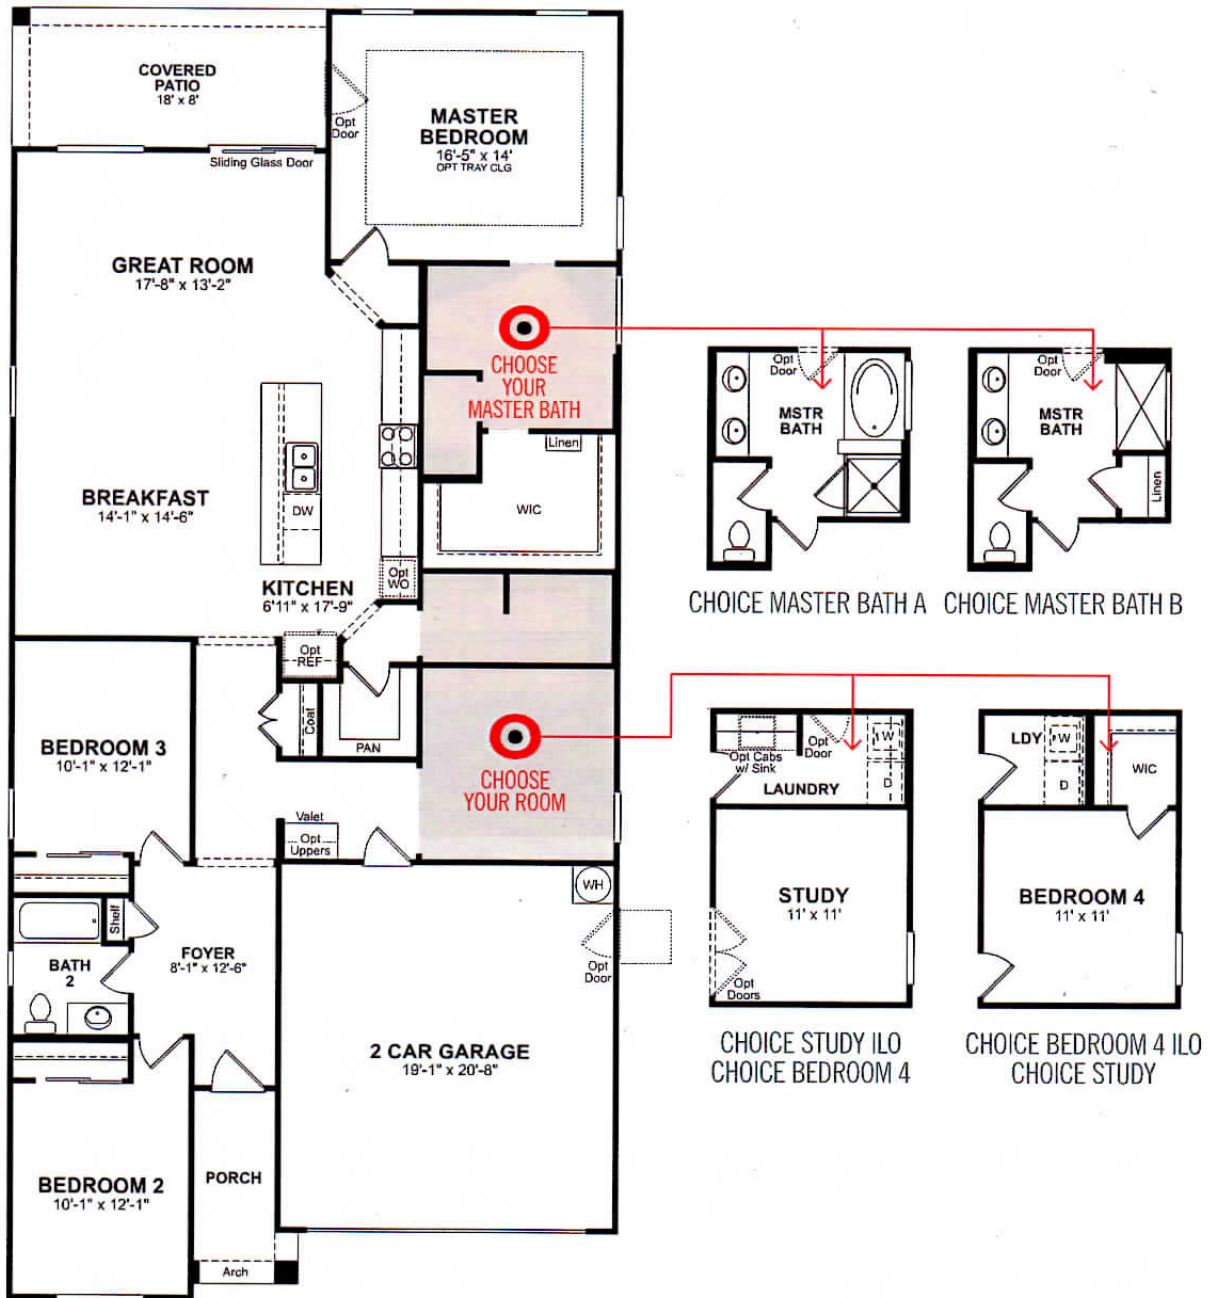 COVERED
PATIO
18' x 8'
Opt
Door
MASTER
BEDROOM
16'-5" x 14'
OPT TRAY CLG
Sliding Glass Door
GREAT ROOM
17'-8" x 13'-2"
CHOOSE
YOUR
MASTER BATH
Linen
WIC
BREAKFAST
14'-1" x 14'-6"
DW
KITCHEN
6'11" x 17'-9"
Opt
WO
Opt
REF
Coat
PAN
BEDROOM 3
10'-1" x 12'-1"
CHOOSE
YOUR ROOM
Valet
Opt
Uppers
WH
Opt
Door
Shelf
BATH
2
FOYER
8'-1" x 12'-6"
2 CAR GARAGE
19'-1" x 20'-8"
BEDROOM 2
10'-1" x 12'-1"
PORCH
Arch
Opt
Door
MSTR
BATH
CHOICE MASTER BATH A
Opt
Door
MSTR
BATH
Linen
CHOICE MASTER BATH B
Opt Cabs
w/ Sink
Opt
Door
W
D
LAUNDRY
STUDY
11' x 11'
Opt
Doors
CHOICE STUDY ILO
CHOICE BEDROOM 4
LDY
W
D
WIC
BEDROOM 4
11' x 11'
CHOICE BEDROOM 4 ILO
CHOICE STUDY